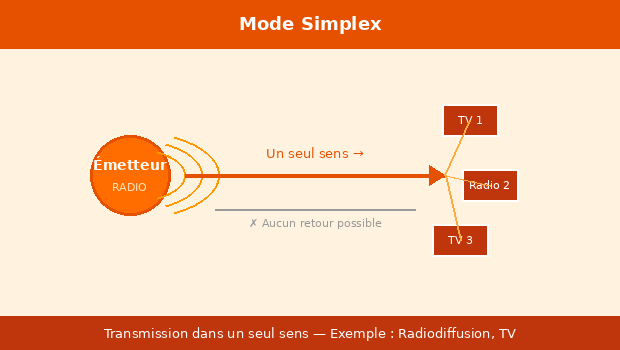 Mode Simplex
Émetteur
RADIO
Un seul sens →
✗ Aucun retour possible
TV 1
Radio 2
TV 3
Transmission dans un seul sens — Exemple : Radiodiffusion, TV